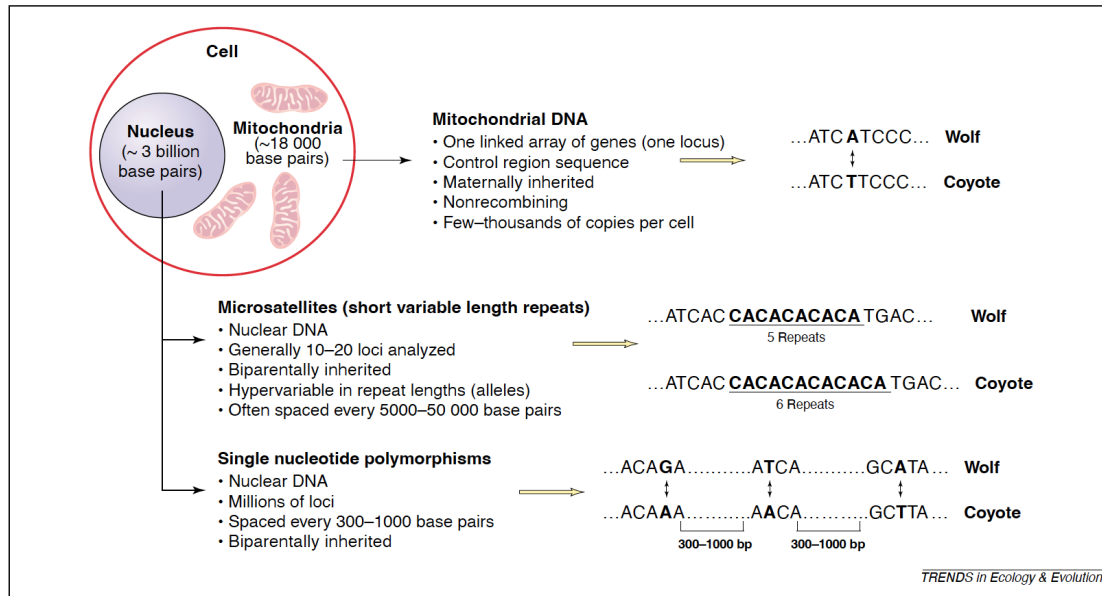 Cell
Nucleus
(~ 3 billion
base pairs)
Mitochondria
(~18 000
base pairs)
Mitochondrial DNA
• One linked array of genes (one locus)
• Control region sequence
• Maternally inherited
• Nonrecombining
• Few–thousands of copies per cell
...ATC ATCCC... Wolf
...ATC TTCCC... Coyote
Microsatellites (short variable length repeats)
• Nuclear DNA
• Generally 10–20 loci analyzed
• Biparentally inherited
• Hypervariable in repeat lengths (alleles)
• Often spaced every 5000–50 000 base pairs
...ATCAC CACACACACA TGAC... Wolf
5 Repeats
...ATCAC CACACACACACA TGAC... Coyote
6 Repeats
Single nucleotide polymorphisms
• Nuclear DNA
• Millions of loci
• Spaced every 300–1000 base pairs
• Biparentally inherited
...ACAGA..........ATCA..........GCATA... Wolf
...ACAAA..........AACA..........GCTTA... Coyote
300–1000 bp 300–1000 bp
TRENDS in Ecology & Evolution